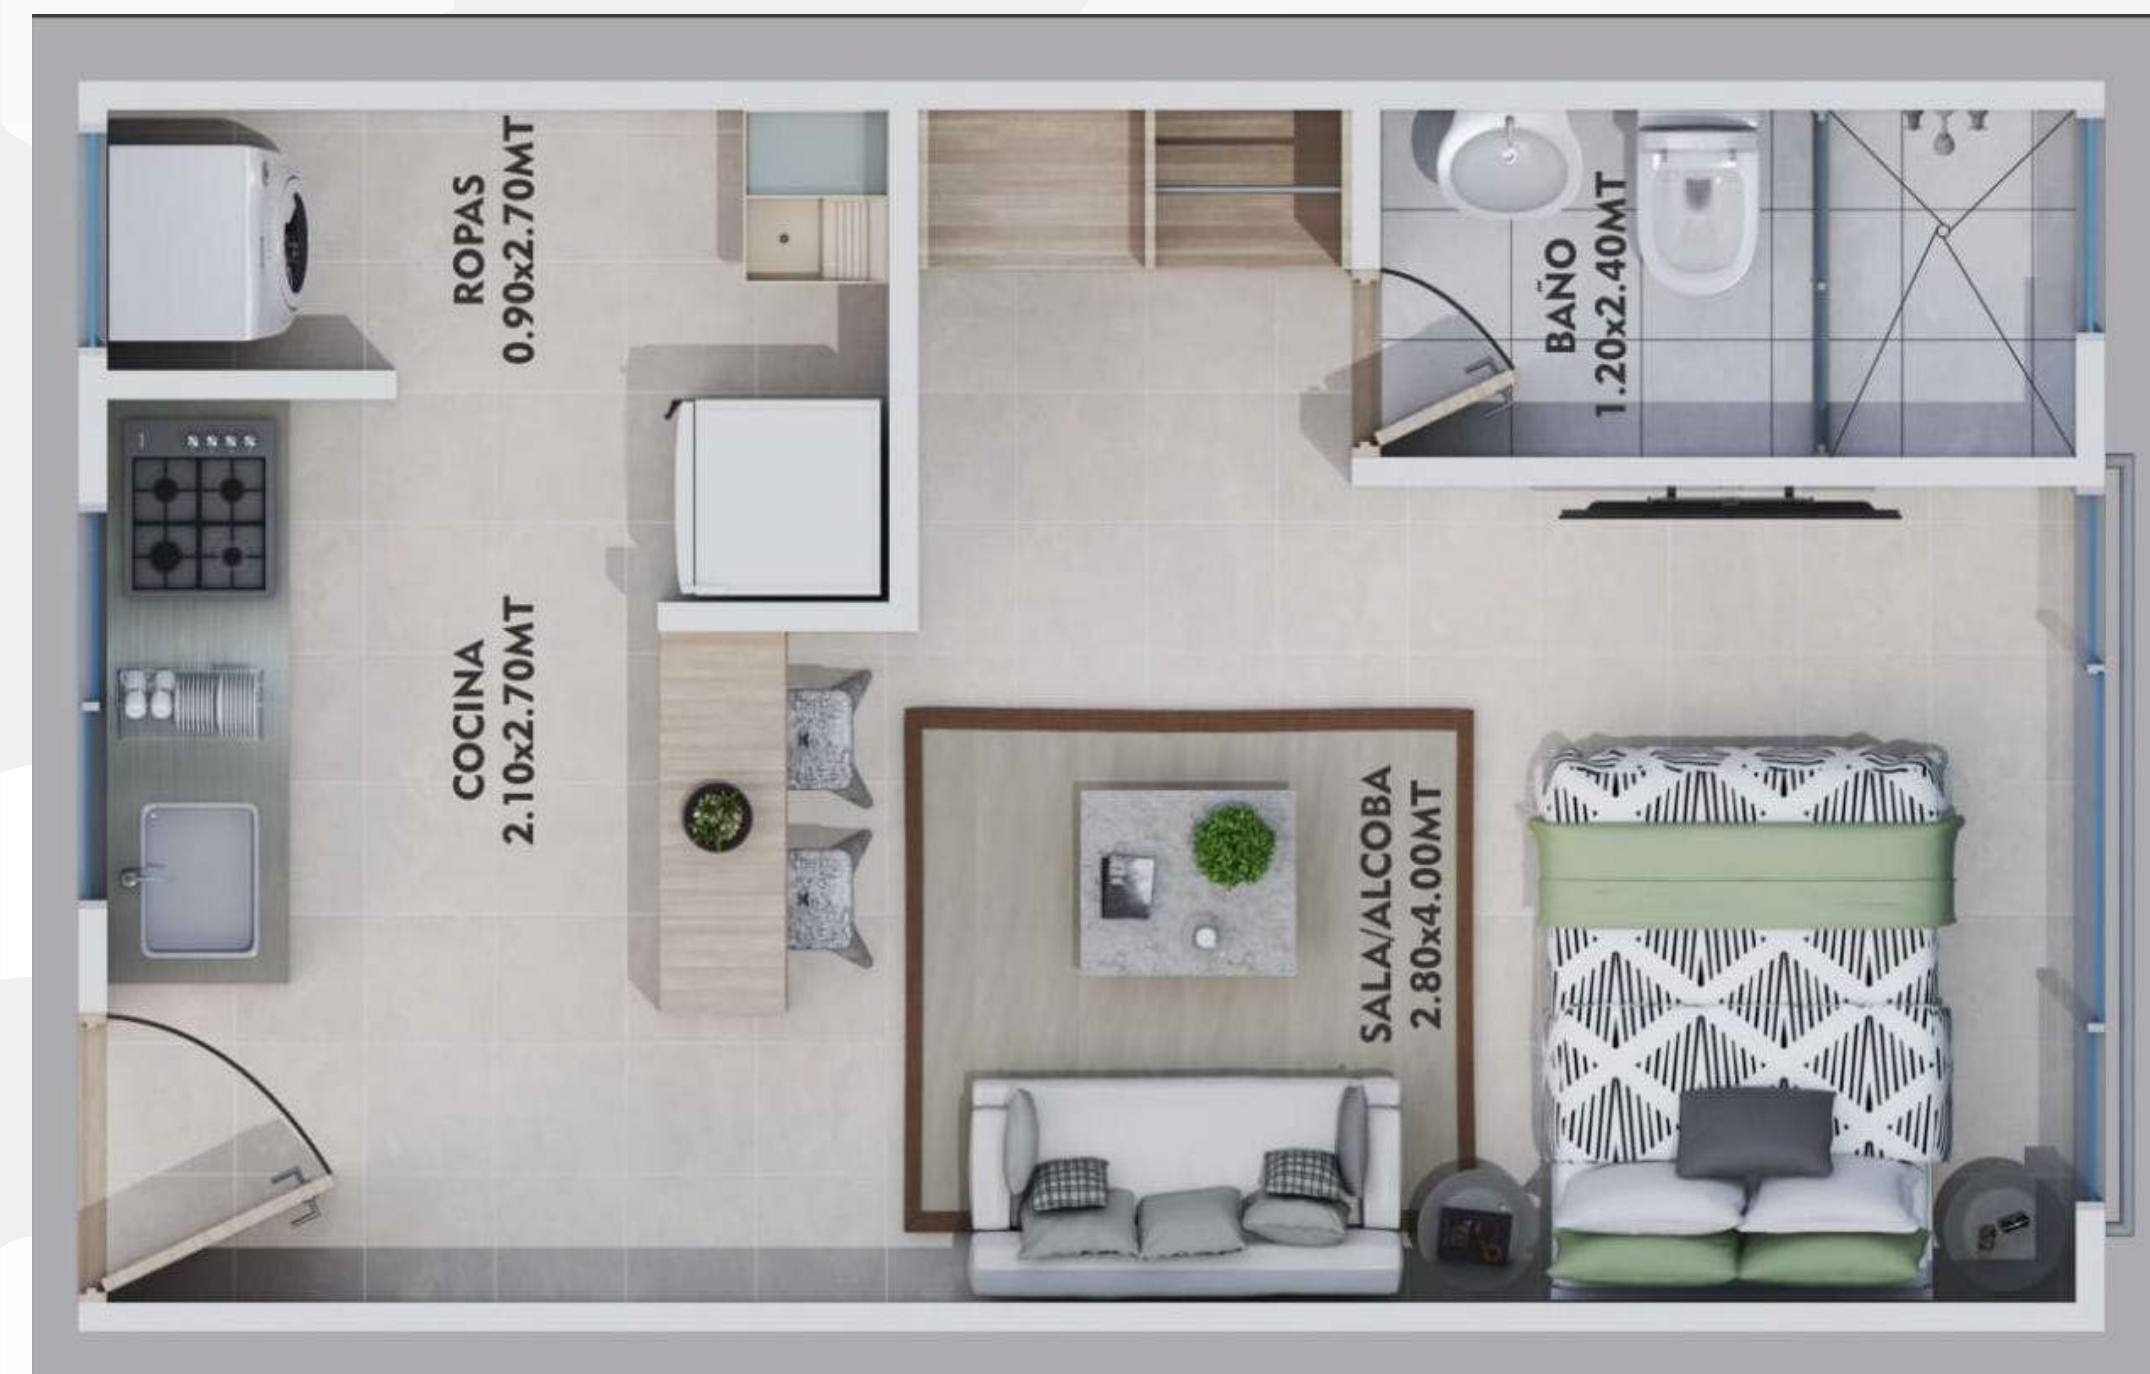 ROPAS
0.90x2.70MT
COCINA
2.10x2.70MT
BAÑO
1.20x2.40MT
SALA/ALCOBA
2.80x4.00MT